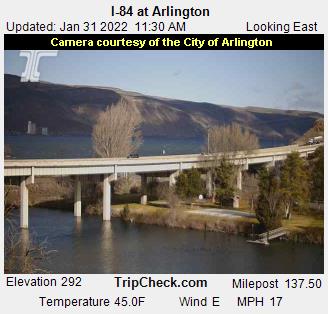 I-84 at Arlington
Updated: Jan 31 2022 11:30 AM Looking East
Camera courtesy of the City of Arlington
Elevation 292 TripCheck.com Milepost 137.50
Temperature 45.0F Wind E MPH 17